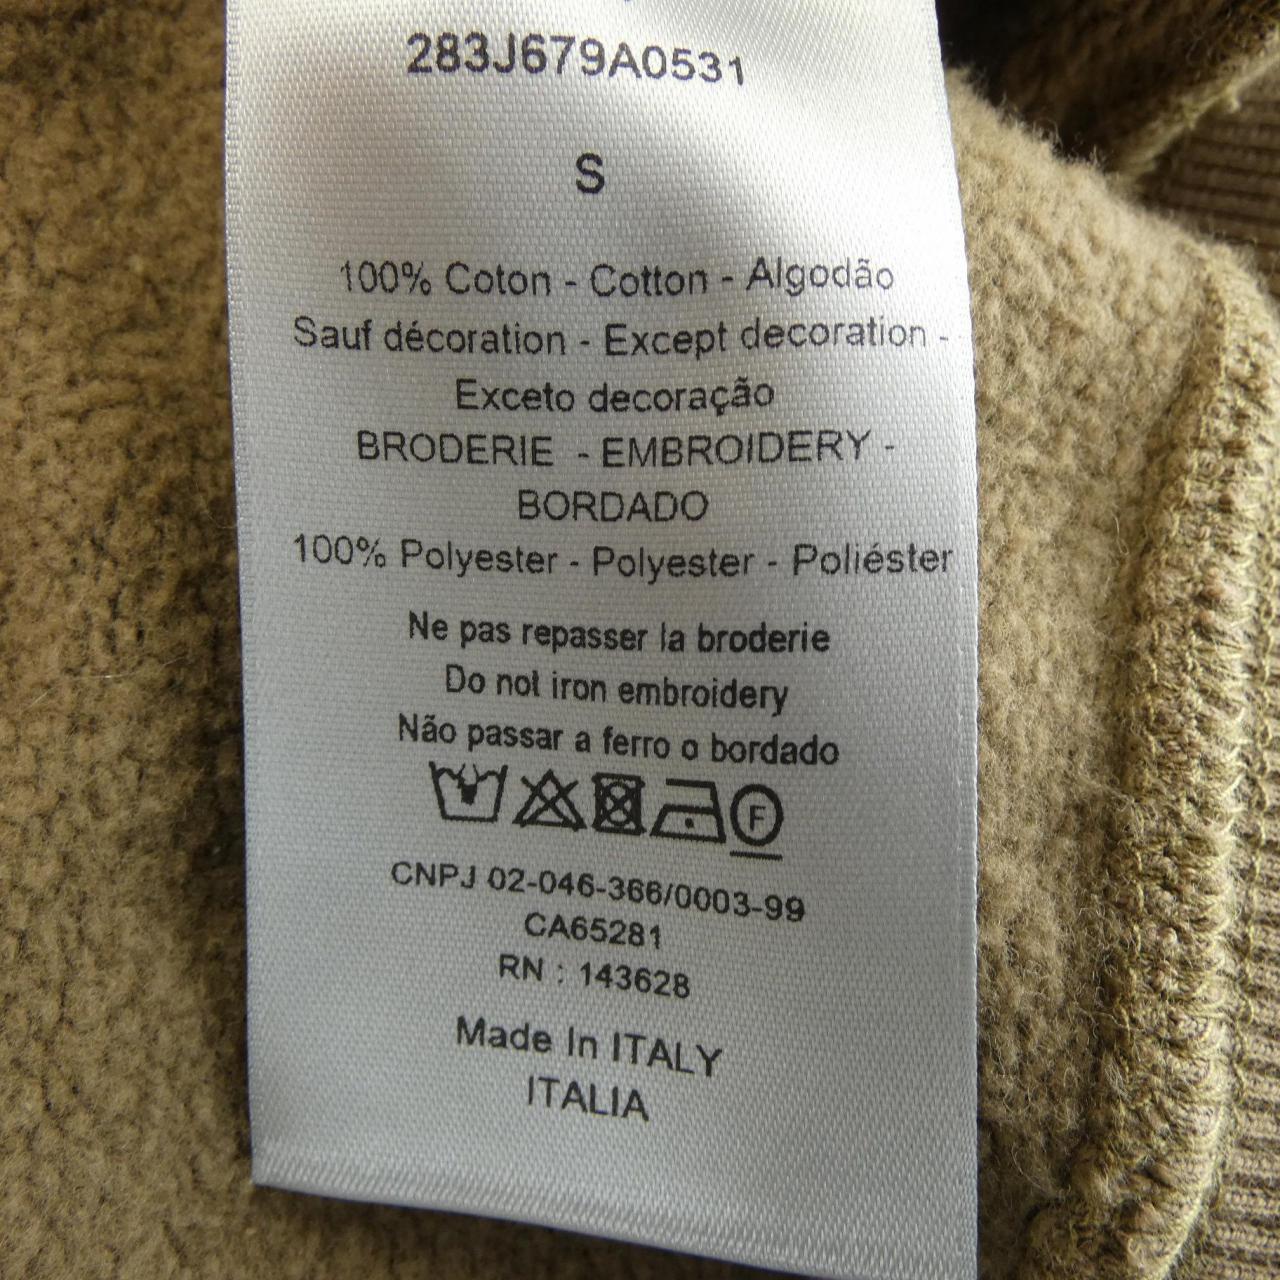 283J679A0531
S
100% Coton - Cotton - Algodão
Sauf décoration - Except decoration -
Exceto decoração
BRODERIE - EMBROIDERY -
BORDADO
100% Polyester - Polyester - Poliéster
Ne pas repasser la broderie
Do not iron embroidery
Não passar a ferro o bordado
F
CNPJ 02-046-366/0003-99
CA65281
RN : 143628
Made In ITALY
ITALIA